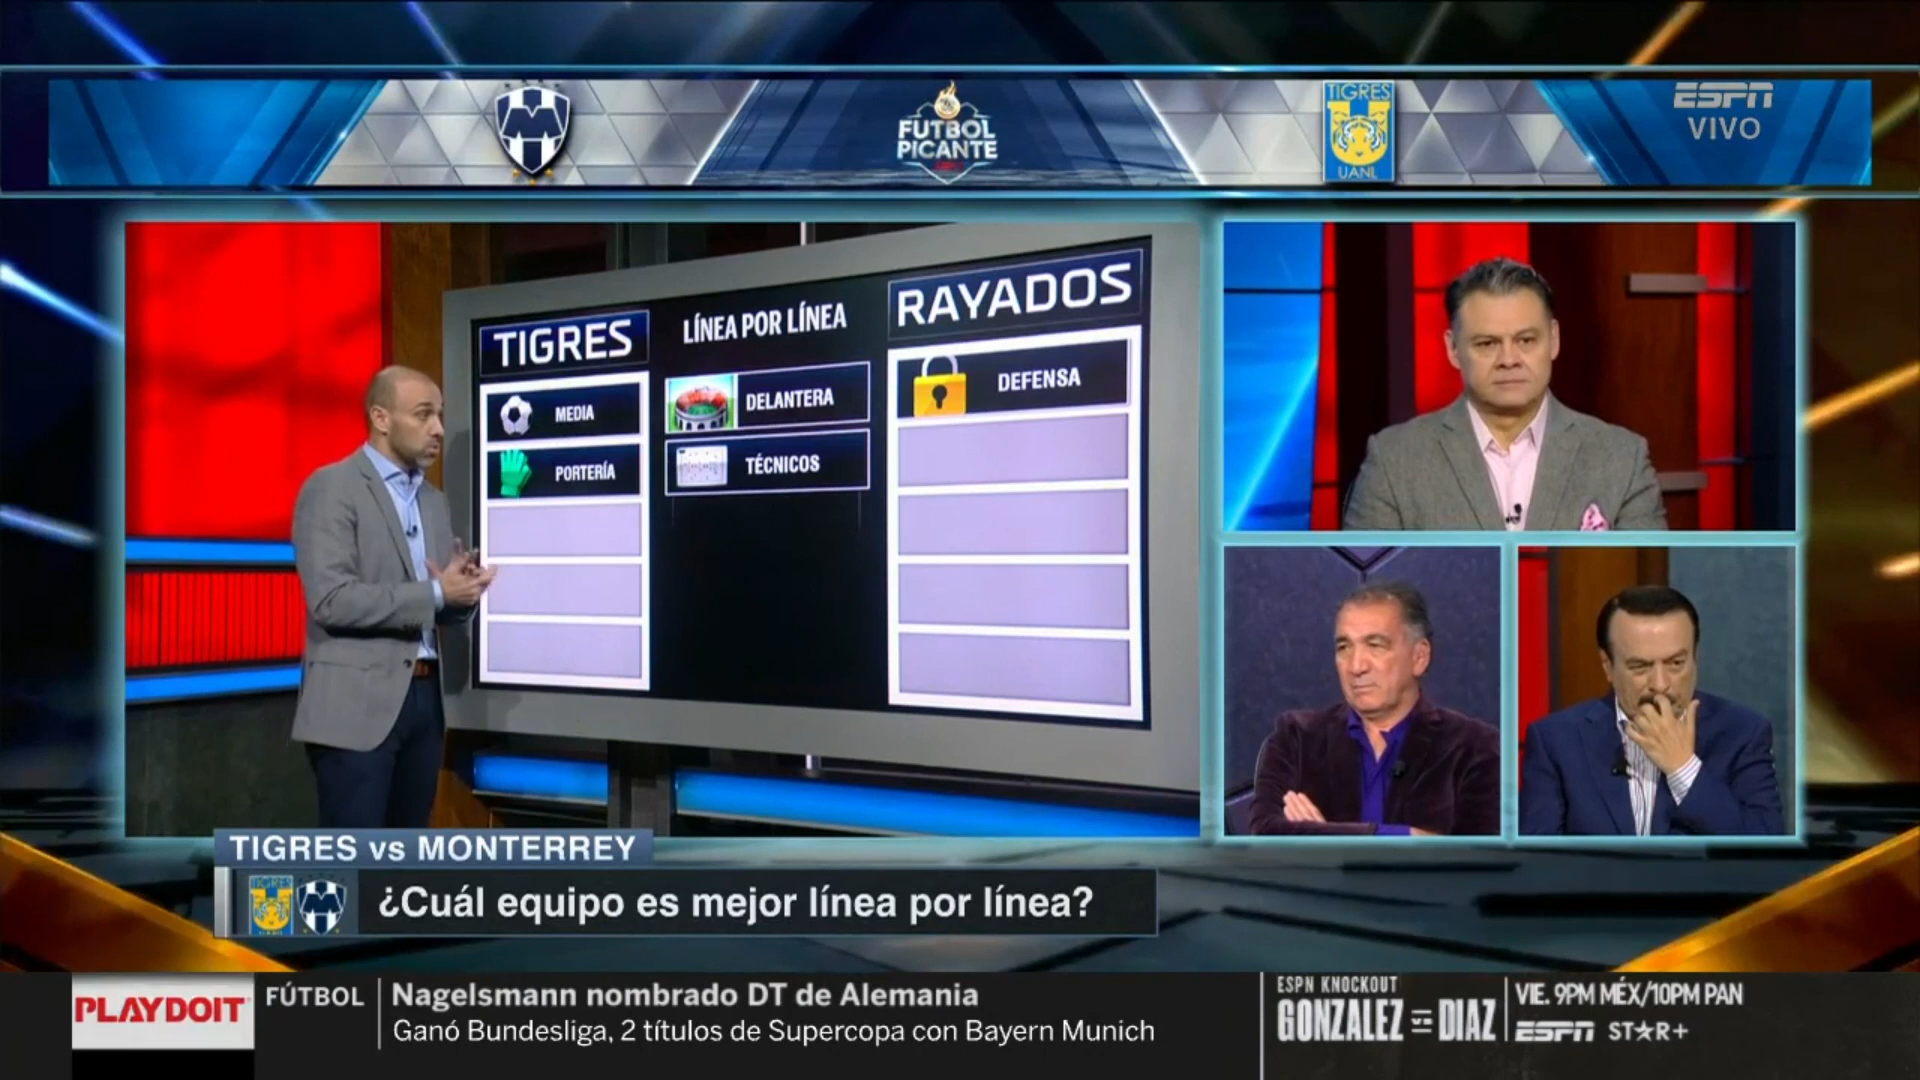 FUTBOL
PICANTE
TIGRES
UANL
ESPN
VIVO
TIGRES
LÍNEA POR LÍNEA
RAYADOS
MEDIA
PORTERÍA
DELANTERA
TÉCNICOS
DEFENSA
TIGRES vs MONTERREY
TIGRES
¿Cuál equipo es mejor línea por línea?
PLAYDOIT
FÚTBOL
Nagelsmann nombrado DT de Alemania
Ganó Bundesliga, 2 títulos de Supercopa con Bayern Munich
ESPN KNOCKOUT
GONZALEZ VS DIAZ
VIE. 9PM MÉX/10PM PAN
ESPN STAR+